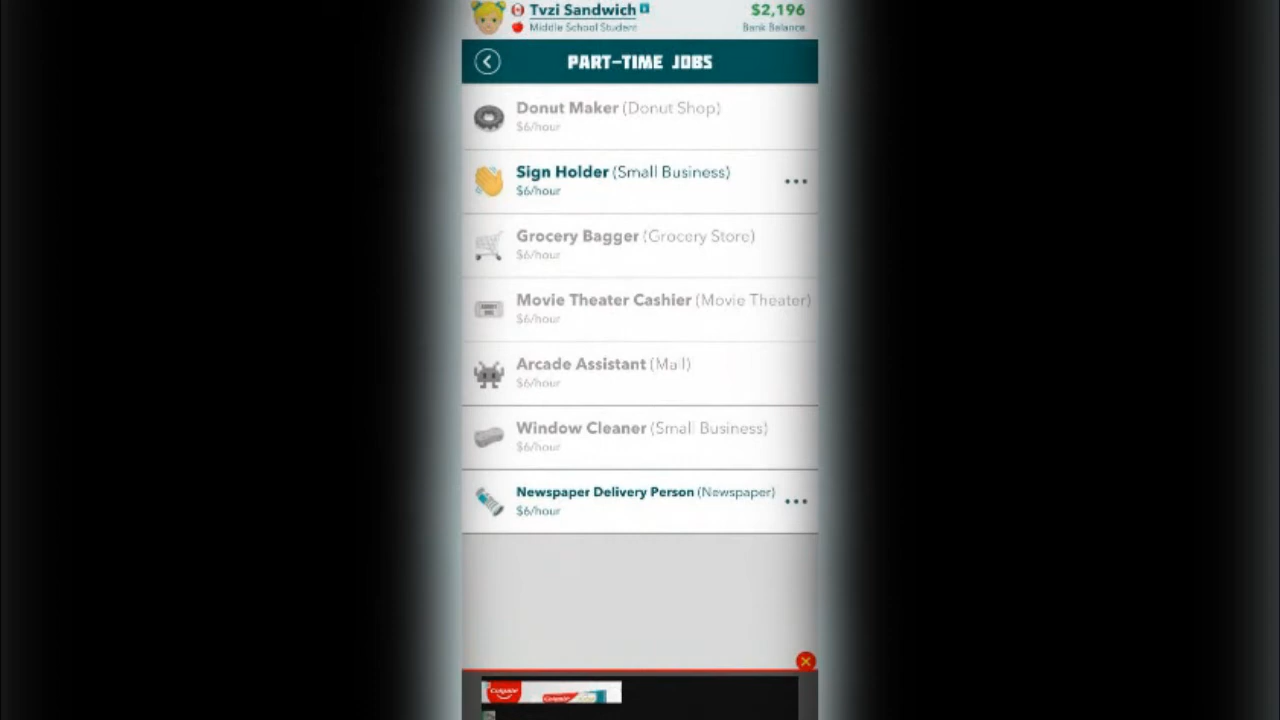 Tvzi Sandwich
$2,196
Middle School Student
Bank Balance
PART-TIME JOBS
Donut Maker (Donut Shop)
$6/hour
Sign Holder (Small Business)
$6/hour
Grocery Bagger (Grocery Store)
$6/hour
Movie Theater Cashier (Movie Theater)
$6/hour
Arcade Assistant (Mall)
$6/hour
Window Cleaner (Small Business)
$6/hour
Newspaper Delivery Person (Newspaper)
$6/hour
Colgate
Colgate